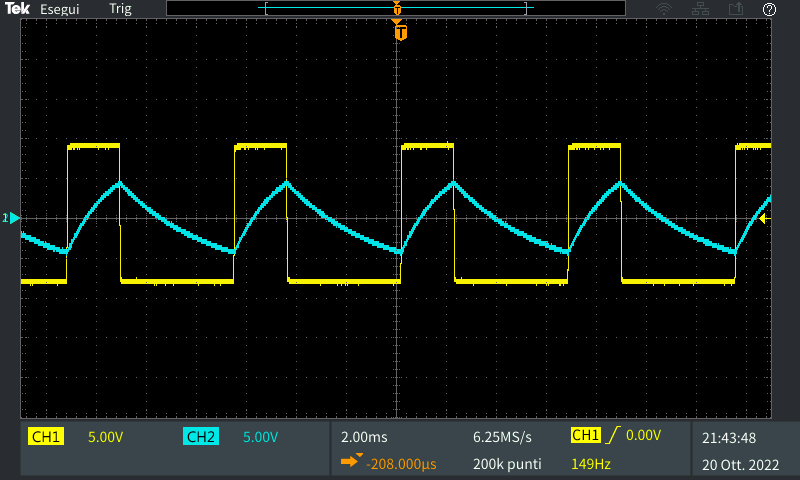 Tek Esegui Trig
T
?
T
1
CH1 5.00V CH2 5.00V 2.00ms 6.25MS/s CH1 0.00V 21:43:48
-208.000µs 200k punti 149Hz 20 Ott. 2022